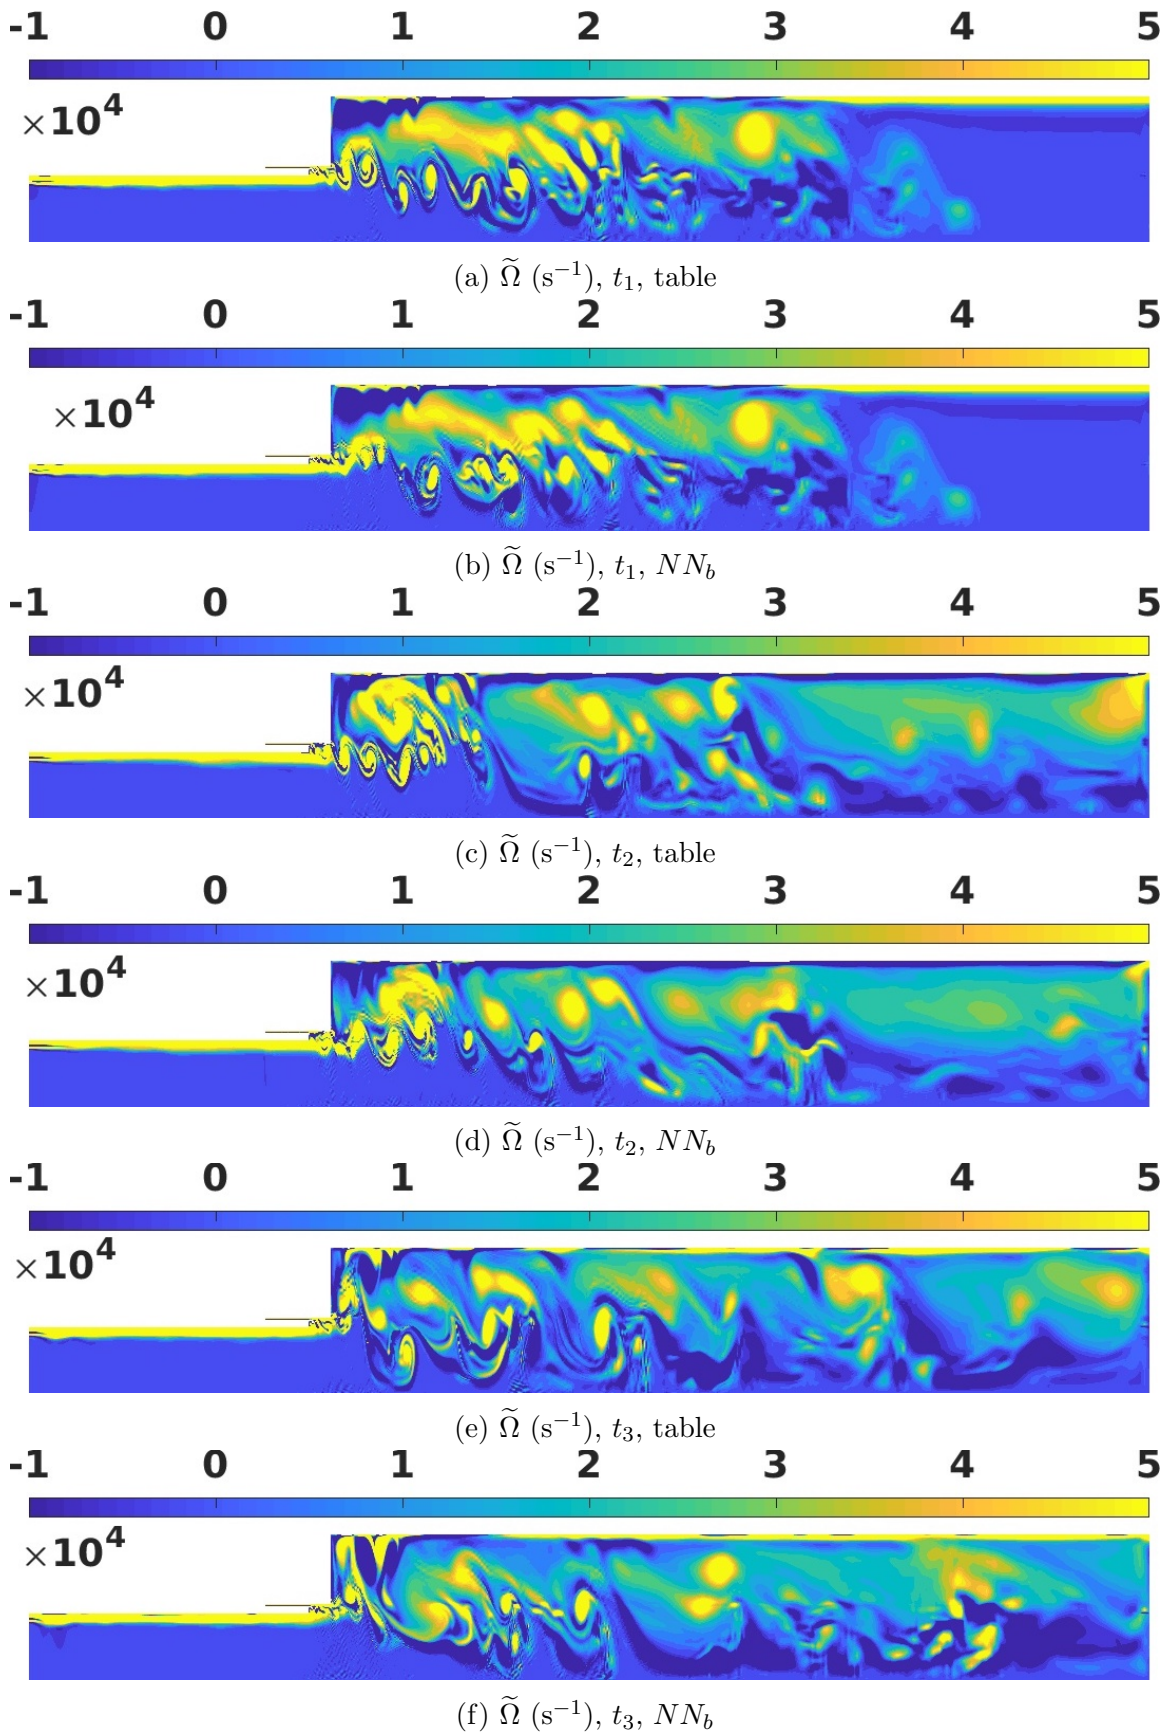 -1 0 1 2 3 4 5
×10⁴
(a) Ω̃ (s⁻¹), t₁, table
-1 0 1 2 3 4 5
×10⁴
(b) Ω̃ (s⁻¹), t₁, NN_b
-1 0 1 2 3 4 5
×10⁴
(c) Ω̃ (s⁻¹), t₂, table
-1 0 1 2 3 4 5
×10⁴
(d) Ω̃ (s⁻¹), t₂, NN_b
-1 0 1 2 3 4 5
×10⁴
(e) Ω̃ (s⁻¹), t₃, table
-1 0 1 2 3 4 5
×10⁴
(f) Ω̃ (s⁻¹), t₃, NN_b